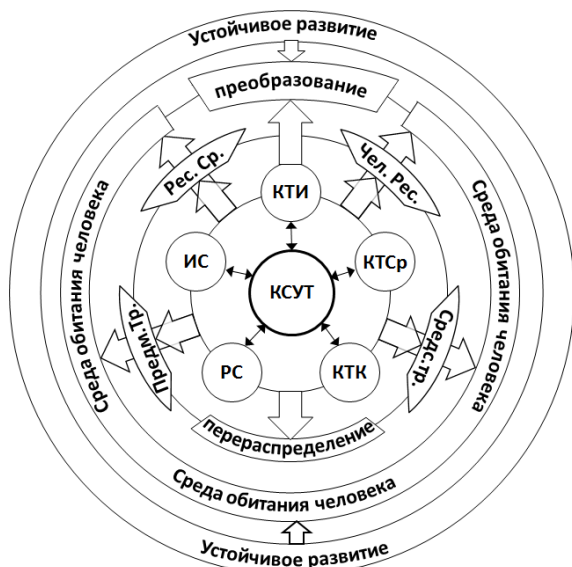 Устойчивое развитие
преобразование
Рес. Ср.
Чел. Рес.
КТИ
Среда обитания человека
Среда обитания человека
ИС
КТСр
КСУТ
Предм.Тр.
Средс.тр.
РС
КТК
перераспределение
Среда обитания человека
Устойчивое развитие